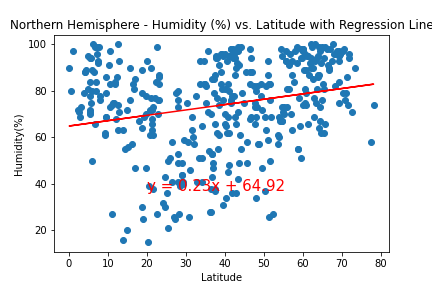 Northern Hemisphere - Humidity (%) vs. Latitude with Regression Line
100
80
60
40
20
Humidity(%)
y = 0.23x + 64.92
0 10 20 30 40 50 60 70 80
Latitude